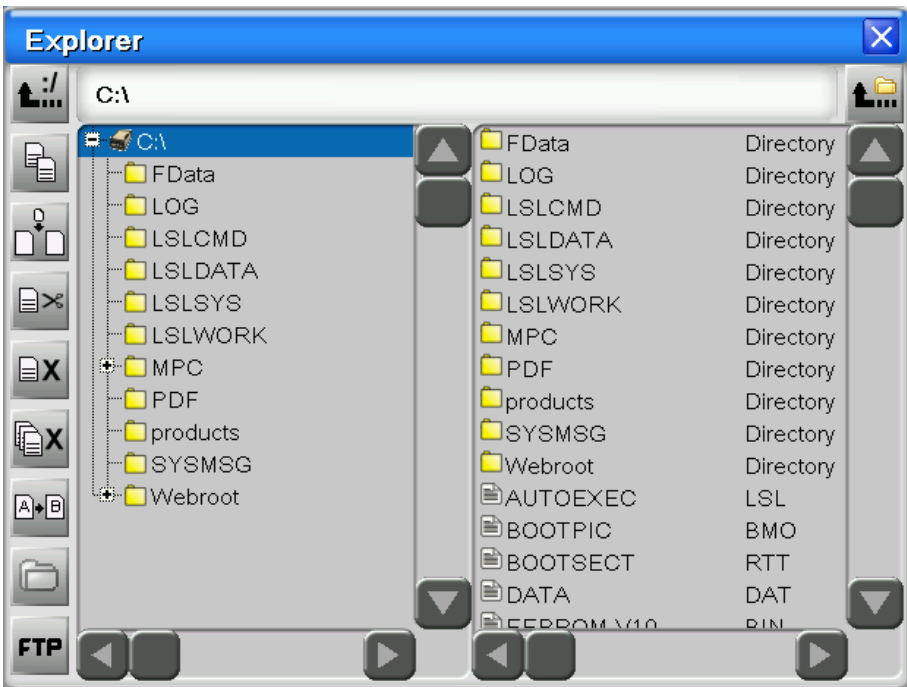 Explorer
:/
C:\
C:\
FData
LOG
LSLCMD
LSLDATA
LSLSYS
LSLWORK
MPC
PDF
products
SYSMSG
Webroot
FData Directory
LOG Directory
LSLCMD Directory
LSLDATA Directory
LSLSYS Directory
LSLWORK Directory
MPC Directory
PDF Directory
products Directory
SYSMSG Directory
Webroot Directory
AUTOEXEC LSL
BOOTPIC BMO
BOOTSECT RTT
DATA DAT
EEPROM_V10 BIN
X
X
A B
FTP